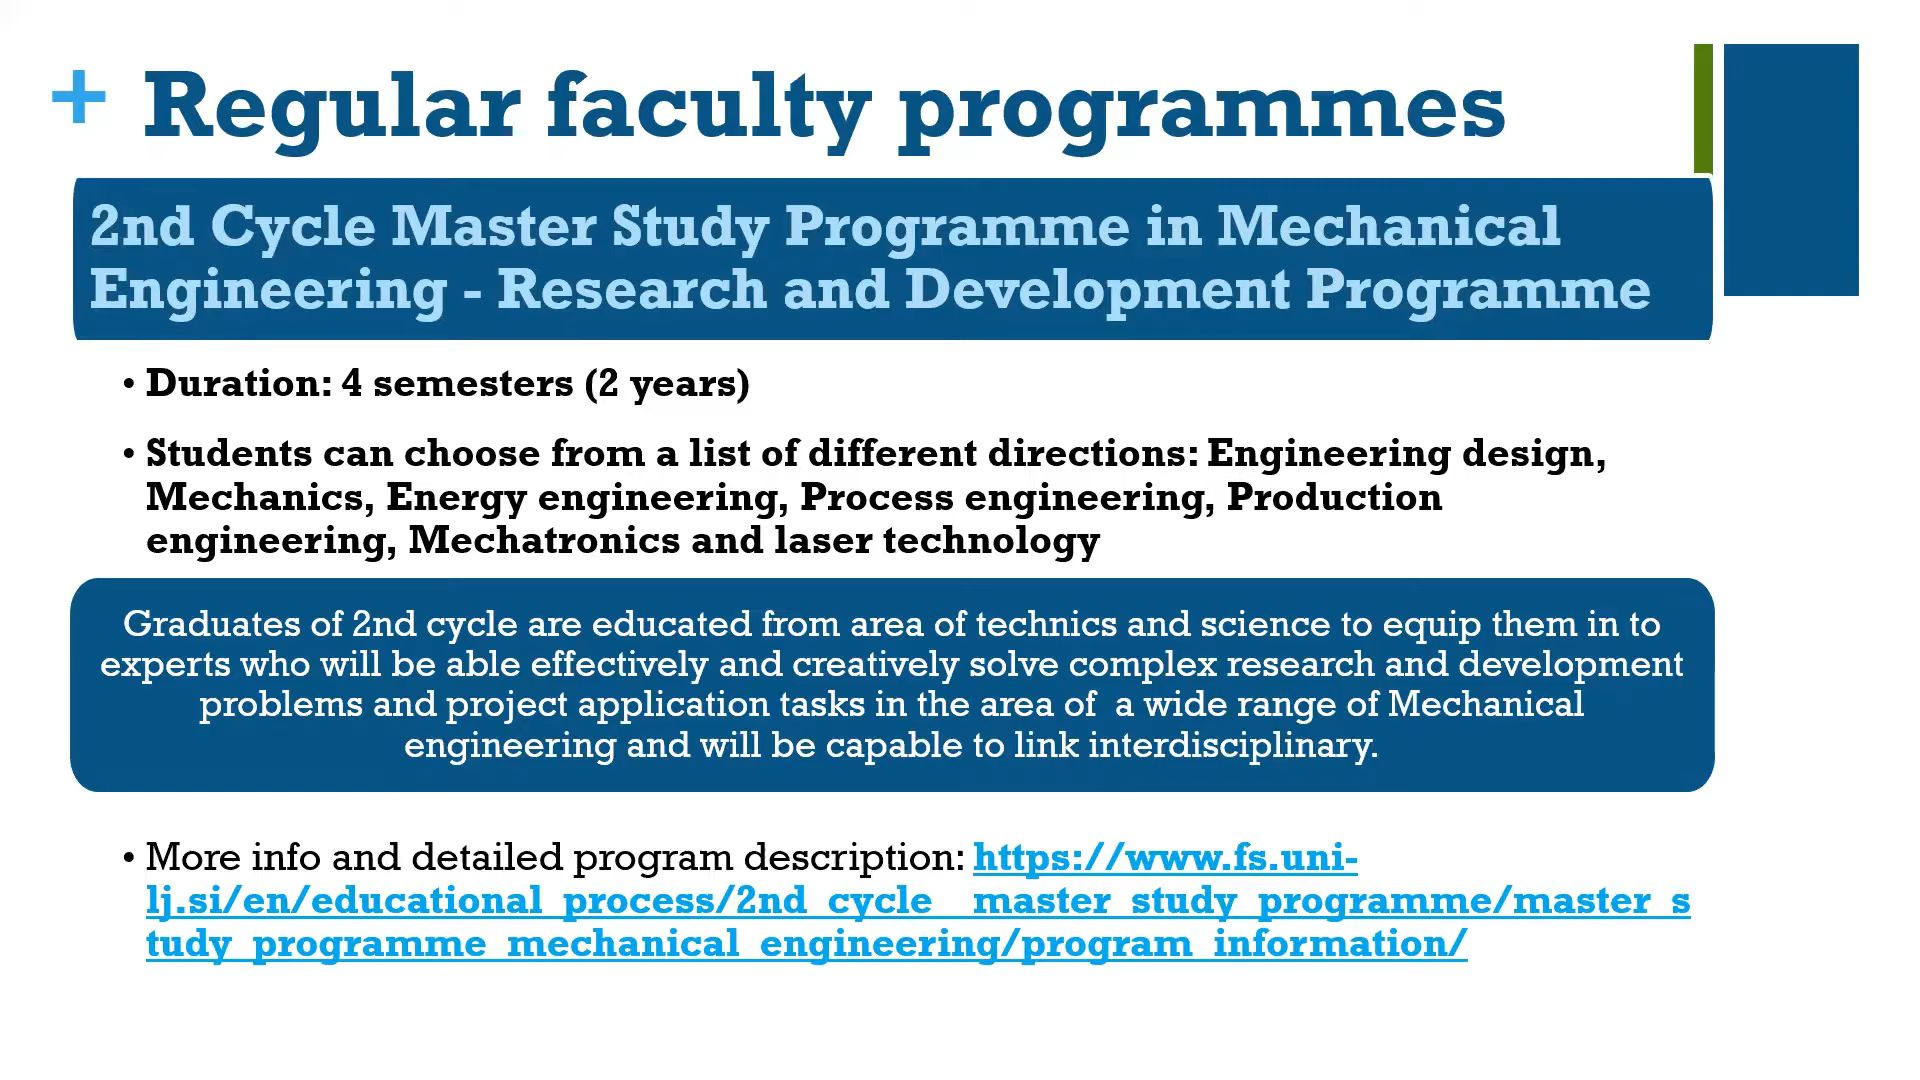 + Regular faculty programmes
2nd Cycle Master Study Programme in Mechanical
Engineering - Research and Development Programme
• Duration: 4 semesters (2 years)
• Students can choose from a list of different directions: Engineering design,
Mechanics, Energy engineering, Process engineering, Production
engineering, Mechatronics and laser technology
Graduates of 2nd cycle are educated from area of technics and science to equip them in to
experts who will be able effectively and creatively solve complex research and development
problems and project application tasks in the area of  a wide range of Mechanical
engineering and will be capable to link interdisciplinary.
• More info and detailed program description: https://www.fs.uni-
lj.si/en/educational_process/2nd_cycle__master_study_programme/master_s
tudy_programme_mechanical_engineering/program_information/